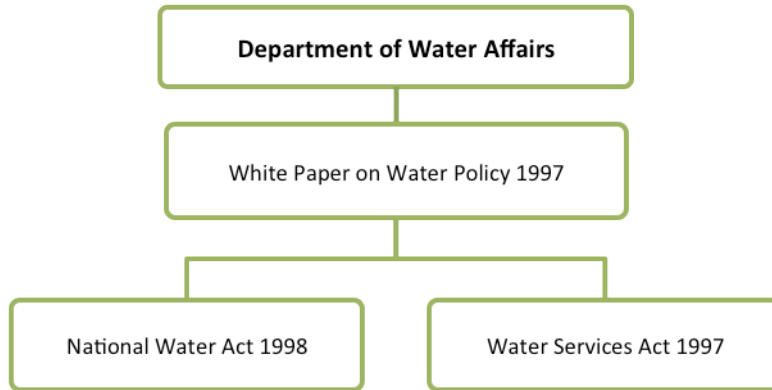 Department of Water Affairs
White Paper on Water Policy 1997
National Water Act 1998
Water Services Act 1997